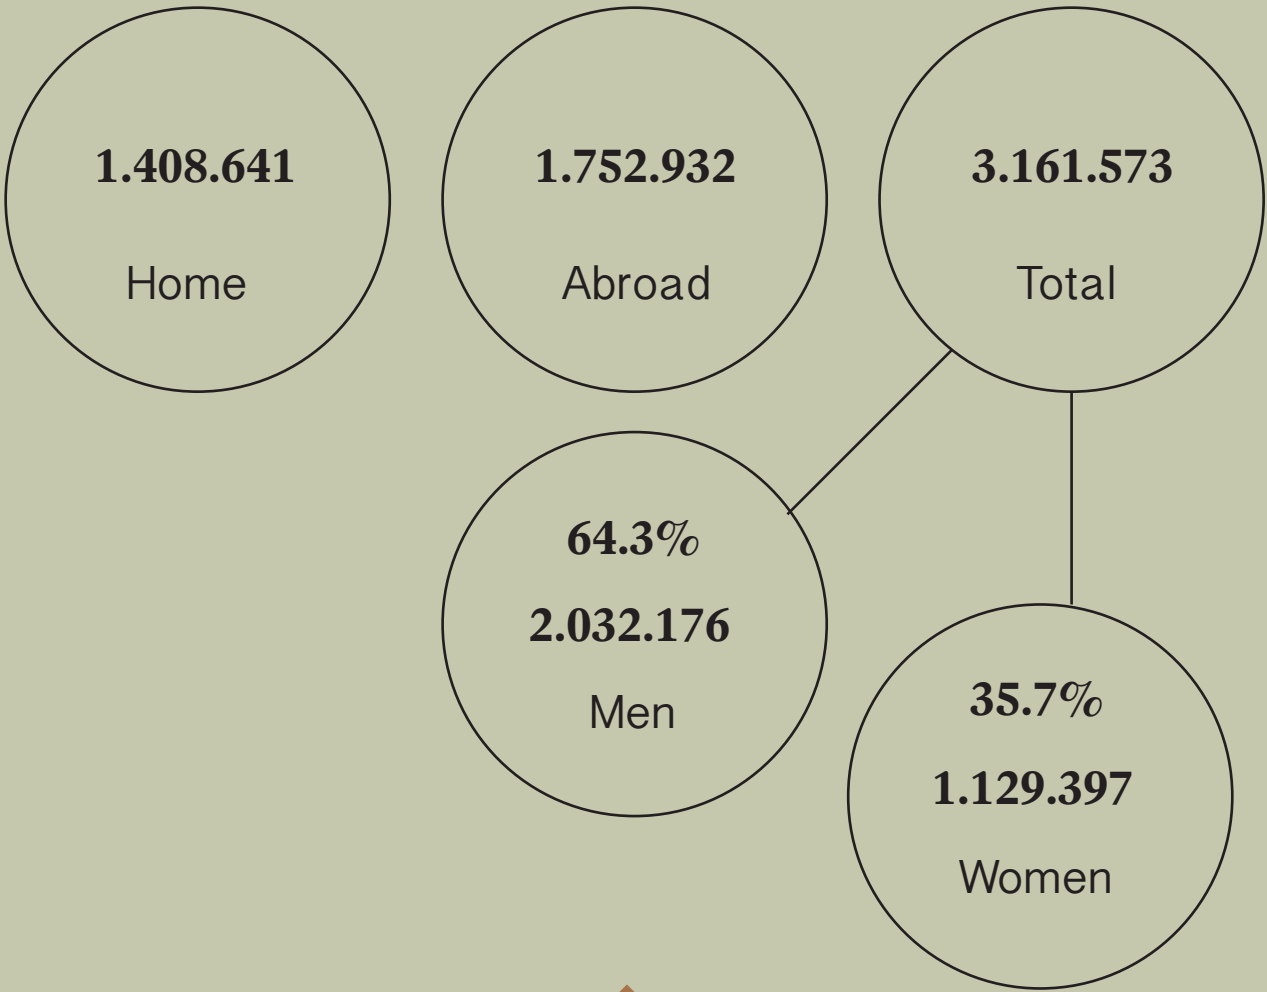 1.408.641
Home
1.752.932
Abroad
3.161.573
Total
64.3%
2.032.176
Men
35.7%
1.129.397
Women